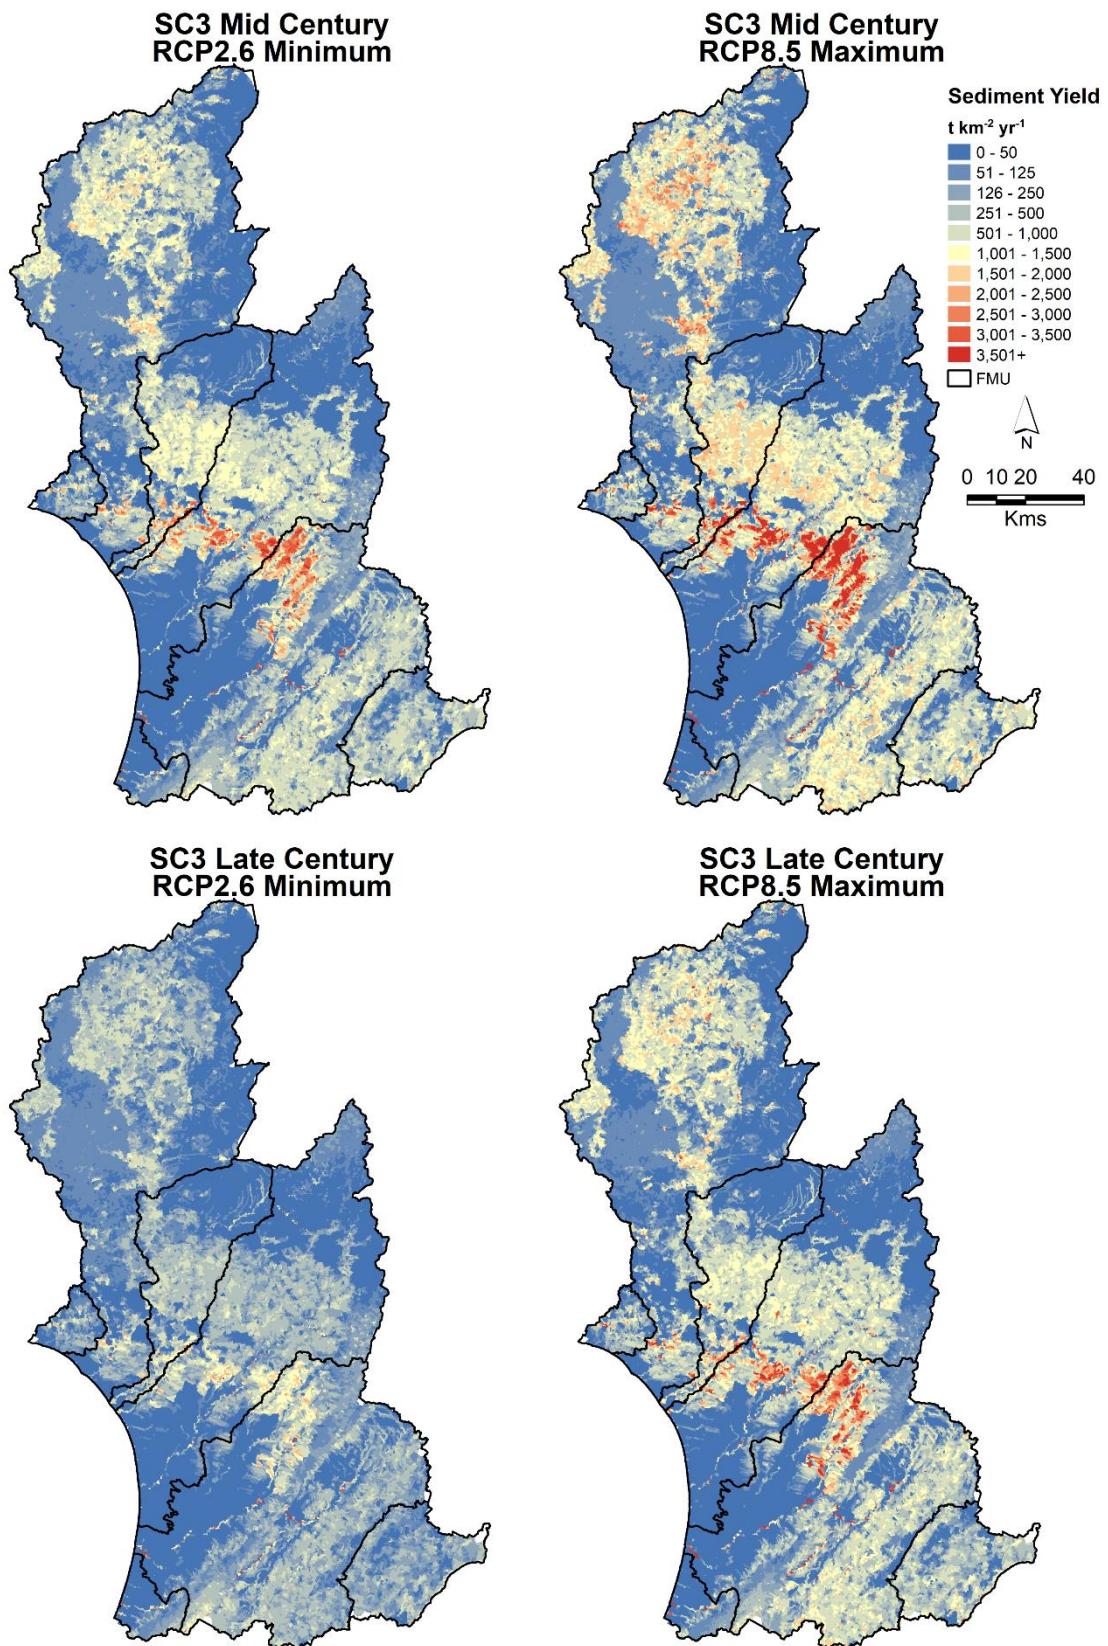 SC3 Mid Century
RCP2.6 Minimum
SC3 Mid Century
RCP8.5 Maximum
Sediment Yield
t km⁻² yr⁻¹
0 - 50
51 - 125
126 - 250
251 - 500
501 - 1,000
1,001 - 1,500
1,501 - 2,000
2,001 - 2,500
2,501 - 3,000
3,001 - 3,500
3,501+
FMU
N
0 10 20 40
Kms
SC3 Late Century
RCP2.6 Minimum
SC3 Late Century
RCP8.5 Maximum